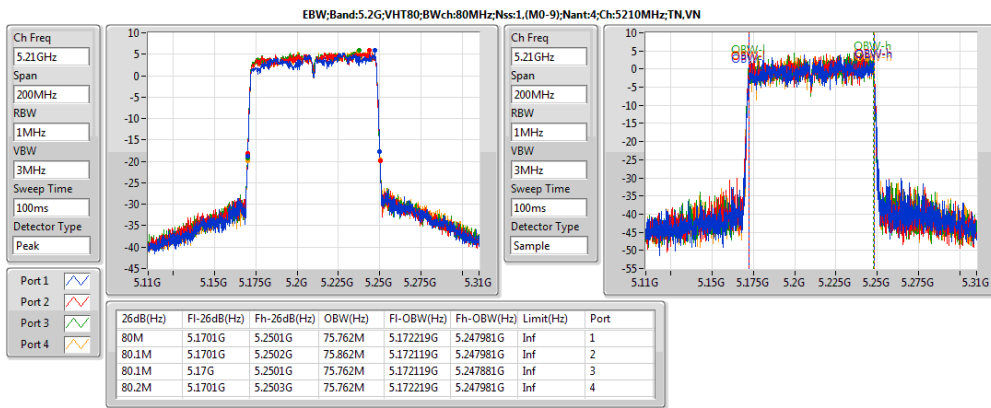 EBW;Band:5.2G;VHT80;BWch:80MHz;Nss:1,(M0-9);Nant:4;Ch:5210MHz;TN,VN
Ch Freq
5.21GHz
Span
200MHz
RBW
1MHz
VBW
3MHz
Sweep Time
100ms
Detector Type
Peak
10
5
0
-5
-10
-15
-20
-25
-30
-35
-40
-45
5.11G 5.15G 5.175G 5.2G 5.225G 5.25G 5.31G
Ch Freq
5.21GHz
Span
200MHz
RBW
1MHz
VBW
3MHz
Sweep Time
100ms
Detector Type
Sample
10
5
0
-5
-10
-15
-20
-25
-30
-35
-40
-45
-50
-55
OBW-l OBW-h
5.11G 5.15G 5.175G 5.2G 5.225G 5.25G 5.31G
Port 1
Port 2
Port 3
Port 4
26dB(Hz) Fl-26dB(Hz) Fh-26dB(Hz) OBW(Hz) Fl-OBW(Hz) Fh-OBW(Hz) Limit(Hz) Port
80M 5.1701G 5.2501G 75.762M 5.172219G 5.247981G Inf 1
80.1M 5.1701G 5.2502G 75.862M 5.172119G 5.247981G Inf 2
80.1M 5.17G 5.2501G 75.762M 5.172119G 5.247881G Inf 3
80.2M 5.1701G 5.2503G 75.762M 5.172219G 5.247981G Inf 4